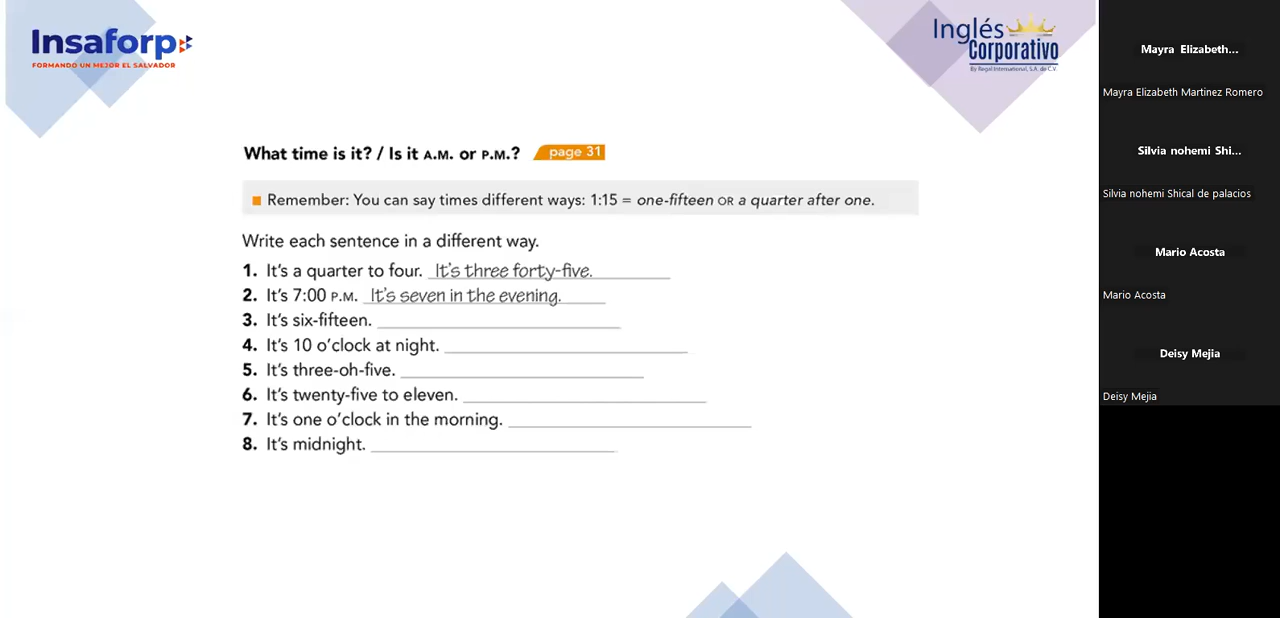 Insaforp
FORMANDO UN MEJOR EL SALVADOR
Inglés
Corporativo
By Regal International, S.A. de C.V.
What time is it? / Is it A.M. or P.M.? page 31
Remember: You can say times different ways: 1:15 = one-fifteen OR a quarter after one.
Write each sentence in a different way.
1. It's a quarter to four. It's three forty-five.
2. It's 7:00 P.M. It's seven in the evening.
3. It's six-fifteen.
4. It's 10 o'clock at night.
5. It's three-oh-five.
6. It's twenty-five to eleven.
7. It's one o'clock in the morning.
8. It's midnight.
Mayra Elizabeth...
Mayra Elizabeth Martinez Romero
Silvia nohemi Shi...
Silvia nohemi Shical de palacios
Mario Acosta
Mario Acosta
Deisy Mejia
Deisy Mejia